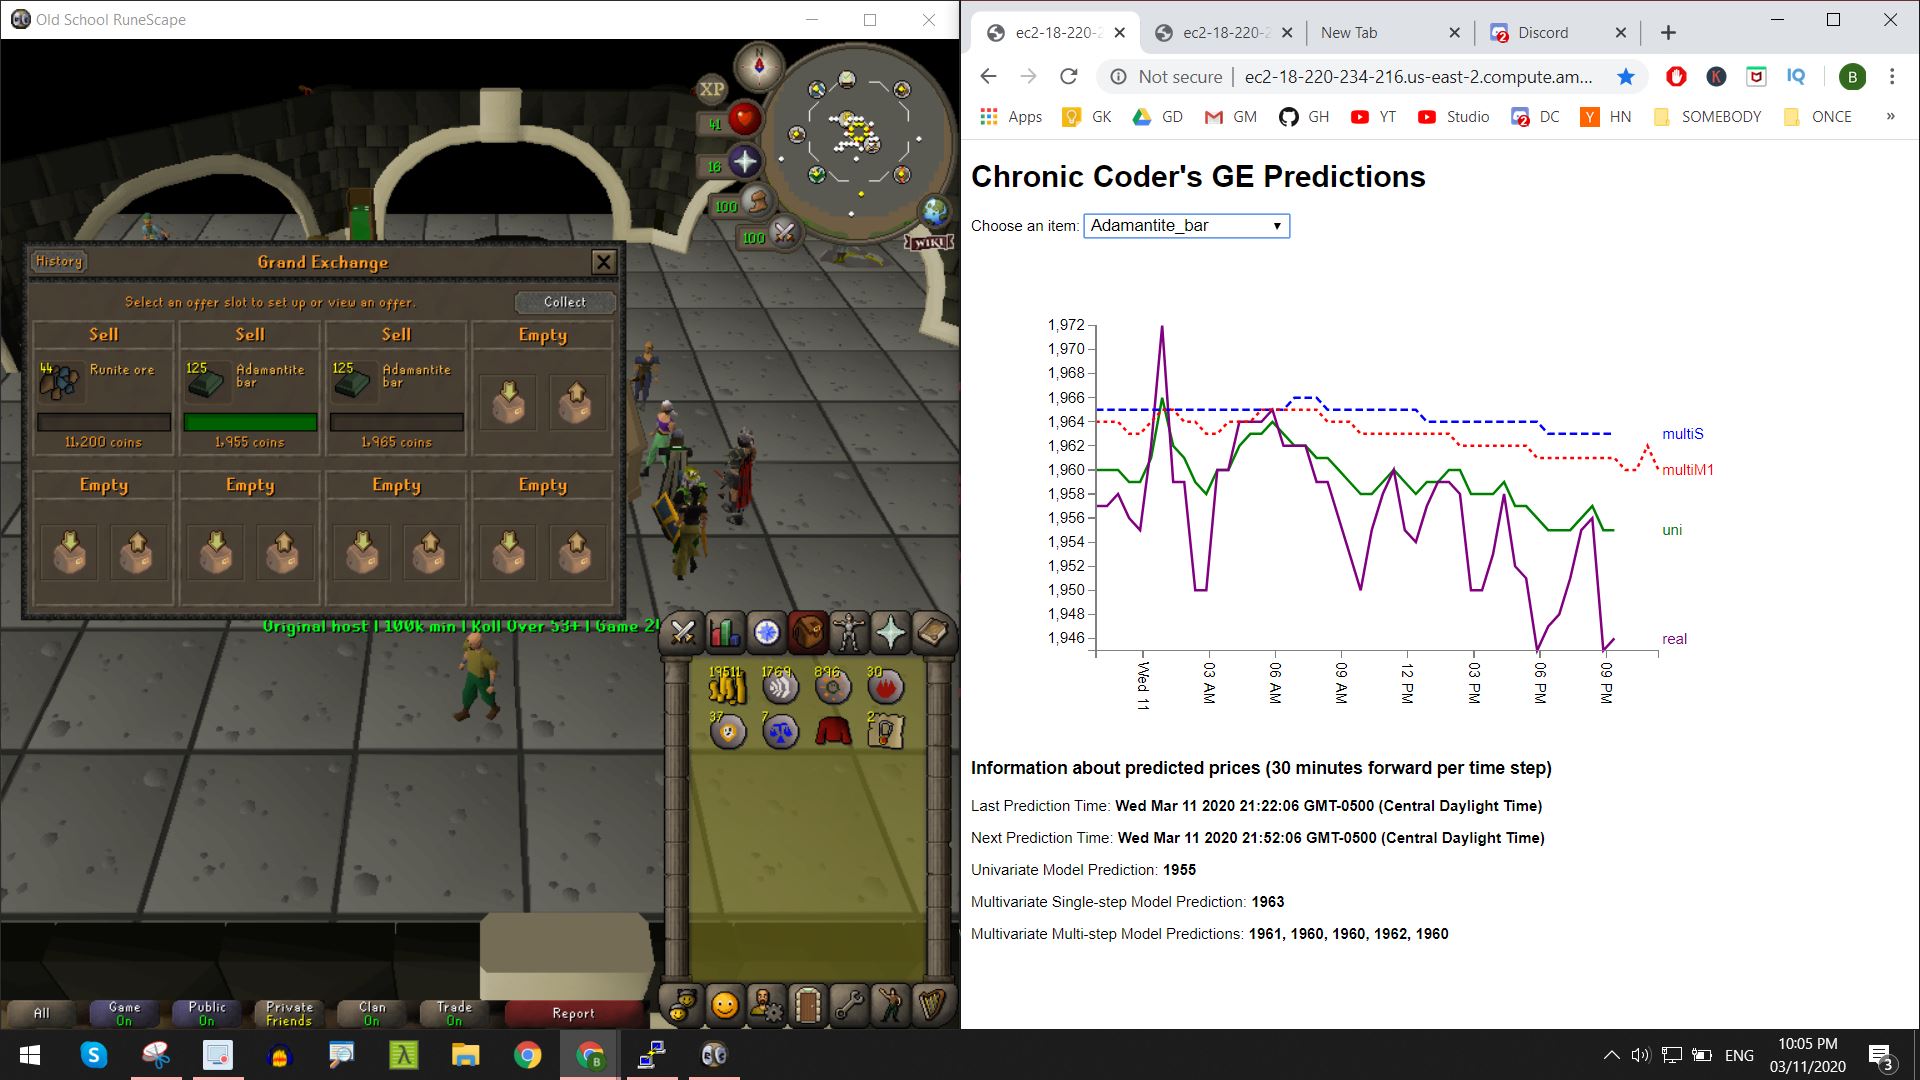 Old School RuneScape
N
XP
41
16
100
100
WIKI
History
Grand Exchange
Select an offer slot to set up or view an offer.
Collect
Sell
Sell
Sell
Empty
44
Runite ore
125
Adamantite
bar
125
Adamantite
bar
11,200 coins
1,955 coins
1,965 coins
Empty
Empty
Empty
Empty
Original host | 100k min | Roll Over 53+ | Game
19511
1769
896
30
37
7
2
All
Game
On
Public
On
Private
Friends
Clan
On
Trade
On
Report
ec2-18-220-2
ec2-18-220-2
New Tab
2
Discord
Not secure
ec2-18-220-234-216.us-east-2.compute.am...
K
IQ
B
Apps
GK
GD
GM
GH
YT
Studio
2
DC
Y
HN
SOMEBODY
ONCE
»
Chronic Coder's GE Predictions
Choose an item:
Adamantite_bar
1,972
1,970
1,968
1,966
1,964
1,962
1,960
1,958
1,956
1,954
1,952
1,950
1,948
1,946
multiS
multiM1
uni
real
Wed 11
03 AM
06 AM
09 AM
12 PM
03 PM
06 PM
09 PM
Information about predicted prices (30 minutes forward per time step)
Last Prediction Time: Wed Mar 11 2020 21:22:06 GMT-0500 (Central Daylight Time)
Next Prediction Time: Wed Mar 11 2020 21:52:06 GMT-0500 (Central Daylight Time)
Univariate Model Prediction: 1955
Multivariate Single-step Model Prediction: 1963
Multivariate Multi-step Model Predictions: 1961, 1960, 1960, 1962, 1960
B
ENG
10:05 PM
03/11/2020
3